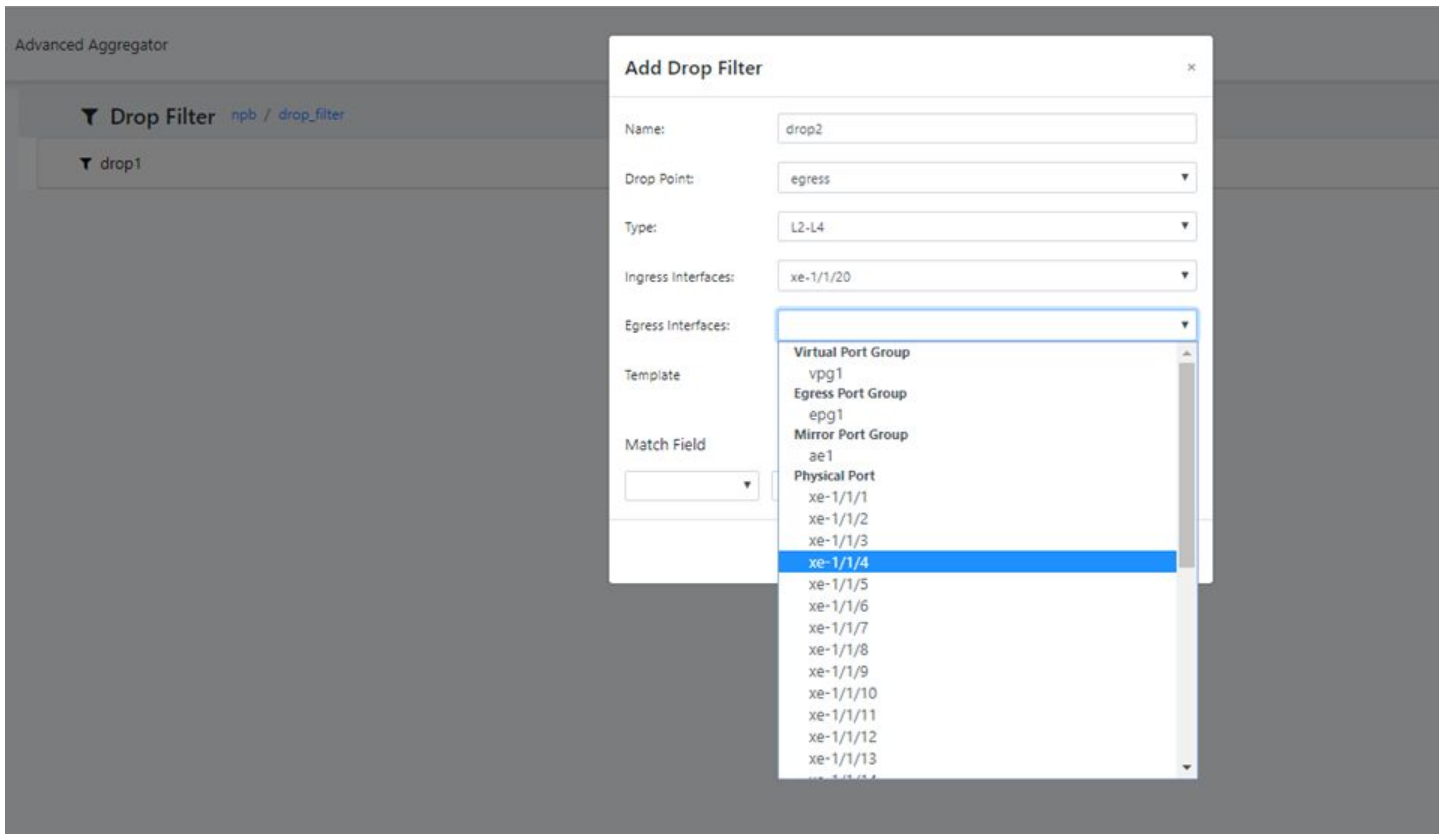 Advanced Aggregator
Drop Filter npb / drop_filter
drop1
Add Drop Filter ×
Name: drop2
Drop Point: egress
Type: L2-L4
Ingress Interfaces: xe-1/1/20
Egress Interfaces:
Template
Match Field
Virtual Port Group
vpg1
Egress Port Group
epg1
Mirror Port Group
ae1
Physical Port
xe-1/1/1
xe-1/1/2
xe-1/1/3
xe-1/1/4
xe-1/1/5
xe-1/1/6
xe-1/1/7
xe-1/1/8
xe-1/1/9
xe-1/1/10
xe-1/1/11
xe-1/1/12
xe-1/1/13